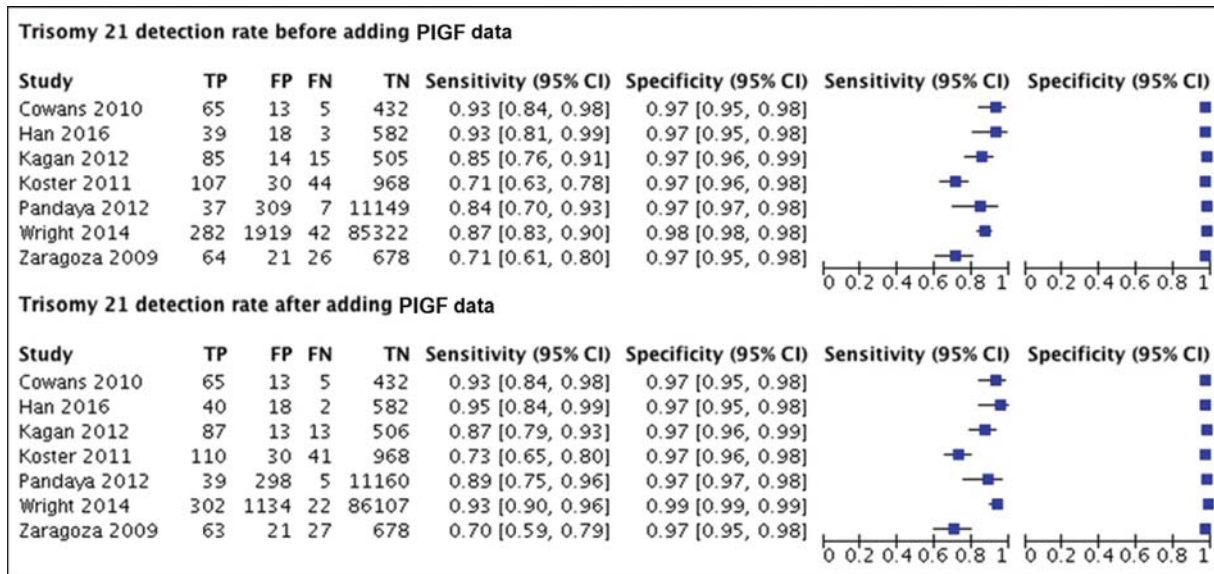 Trisomy 21 detection rate before adding PIGF data
Study TP FP FN TN Sensitivity (95% CI) Specificity (95% CI) Sensitivity (95% CI) Specificity (95% CI)
Cowans 2010 65 13 5 432 0.93 [0.84, 0.98] 0.97 [0.95, 0.98]
Han 2016 39 18 3 582 0.93 [0.81, 0.99] 0.97 [0.95, 0.98]
Kagan 2012 85 14 15 505 0.85 [0.76, 0.91] 0.97 [0.96, 0.99]
Koster 2011 107 30 44 968 0.71 [0.63, 0.78] 0.97 [0.96, 0.98]
Pandaya 2012 37 309 7 11149 0.84 [0.70, 0.93] 0.97 [0.97, 0.98]
Wright 2014 282 1919 42 85322 0.87 [0.83, 0.90] 0.98 [0.98, 0.98]
Zaragoza 2009 64 21 26 678 0.71 [0.61, 0.80] 0.97 [0.95, 0.98]
0 0.2 0.4 0.6 0.8 1 0 0.2 0.4 0.6 0.8 1
Trisomy 21 detection rate after adding PIGF data
Study TP FP FN TN Sensitivity (95% CI) Specificity (95% CI) Sensitivity (95% CI) Specificity (95% CI)
Cowans 2010 65 13 5 432 0.93 [0.84, 0.98] 0.97 [0.95, 0.98]
Han 2016 40 18 2 582 0.95 [0.84, 0.99] 0.97 [0.95, 0.98]
Kagan 2012 87 13 13 506 0.87 [0.79, 0.93] 0.97 [0.96, 0.99]
Koster 2011 110 30 41 968 0.73 [0.65, 0.80] 0.97 [0.96, 0.98]
Pandaya 2012 39 298 5 11160 0.89 [0.75, 0.96] 0.97 [0.97, 0.98]
Wright 2014 302 1134 22 86107 0.93 [0.90, 0.96] 0.99 [0.99, 0.99]
Zaragoza 2009 63 21 27 678 0.70 [0.59, 0.79] 0.97 [0.95, 0.98]
0 0.2 0.4 0.6 0.8 1 0 0.2 0.4 0.6 0.8 1